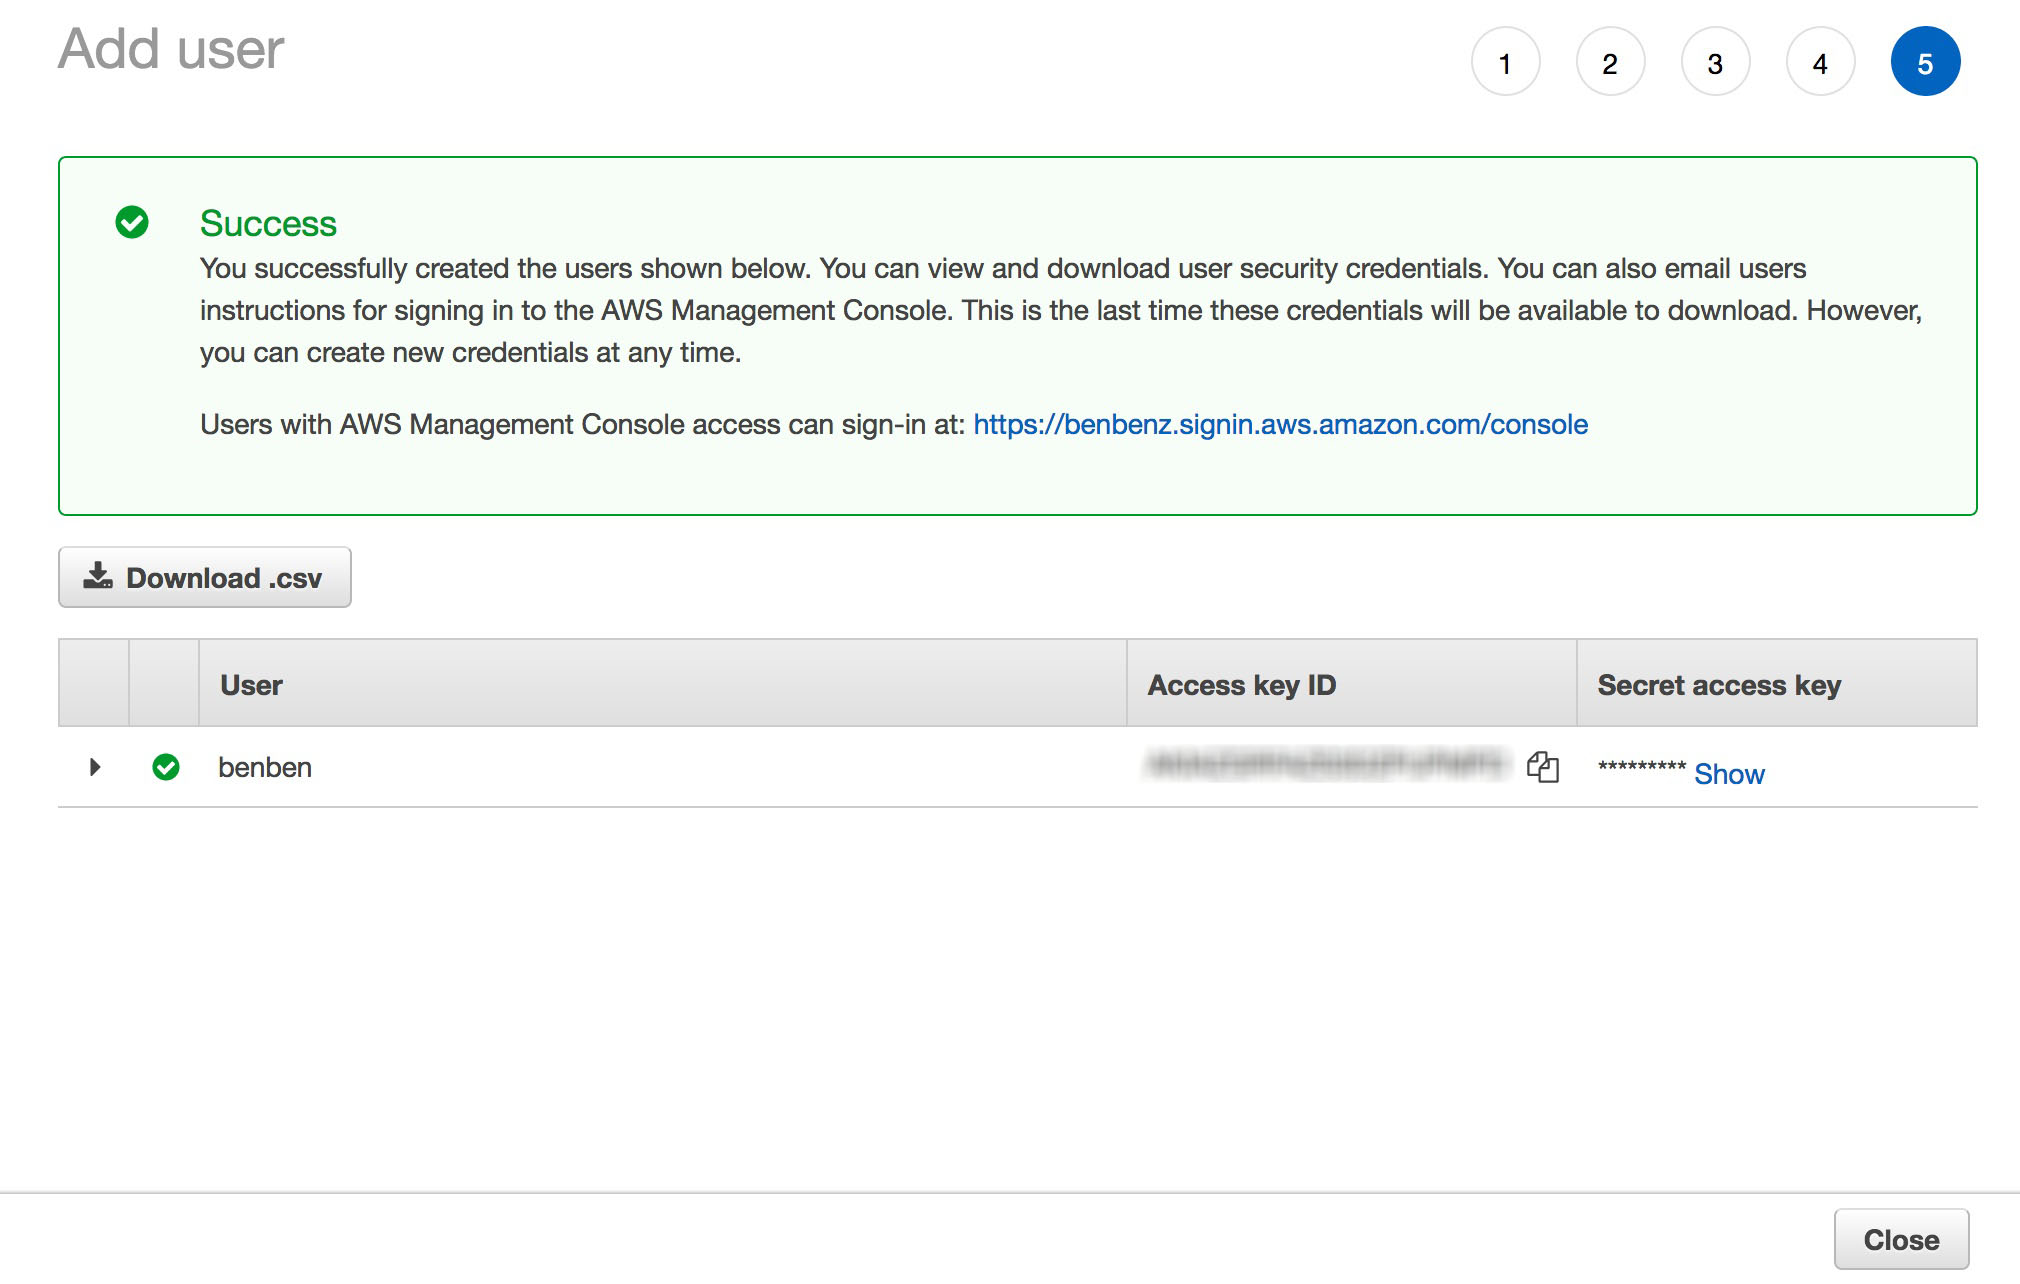 Add user
1 2 3 4 5
Success
You successfully created the users shown below. You can view and download user security credentials. You can also email users
instructions for signing in to the AWS Management Console. This is the last time these credentials will be available to download. However,
you can create new credentials at any time.
Users with AWS Management Console access can sign-in at: https://benbenz.signin.aws.amazon.com/console
Download .csv
User Access key ID Secret access key
benben ********* Show
Close